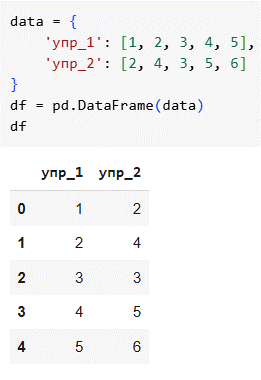 data = {
    'упр_1': [1, 2, 3, 4, 5],
    'упр_2': [2, 4, 3, 5, 6]
}
df = pd.DataFrame(data)
df
упр_1 упр_2
0 1 2
1 2 4
2 3 3
3 4 5
4 5 6